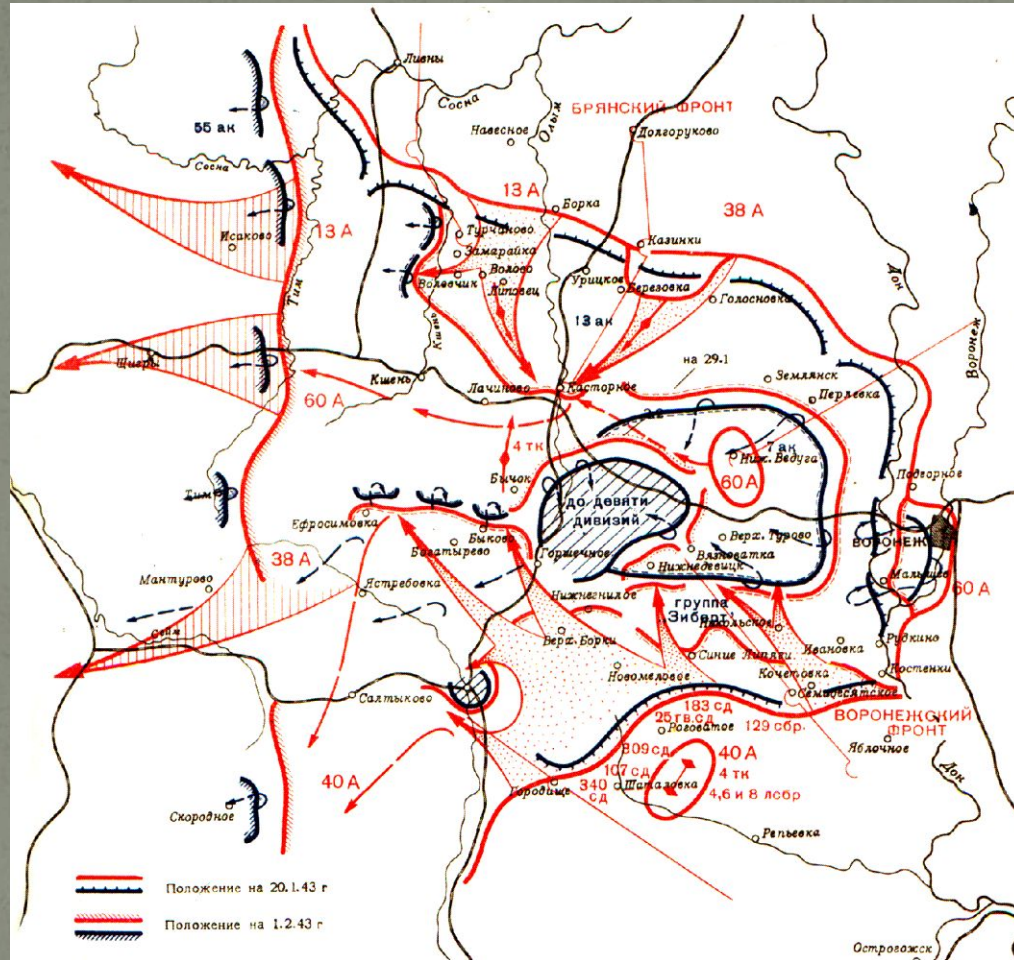 Ливны
Сосна
БРЯНСКИЙ ФРОНТ
55 ак
Навесное
Олым
Долгоруково
Сосна
13 А
Борка
38 А
Исаково
13 А
Турчаново
Замарайка
Казинки
Дон
Воловчик
Волово
Липовец
Урицкое
Березовка
Голосновка
Тим
Кшень
13 ак
Воронеж
на 29.1
Щигры
Кшень
Лачиново
Касторное
Землянск
Перлевка
60 А
4 тк
7 ак
Ниж. Ведуга
Бычок
60 А
Подгорное
Тим
до девяти
дивизий
Ефросимовка
Быково
Верх. Турово
ВОРОНЕЖ
Богатырево
Горшечное
Вязноватка
Нижнедевицк
38 А
Мантурово
Ястребовка
Малышев
60 А
Нижнегнилое
группа
"Зиберт"
Никольское
Сейм
Верх. Борки
Синие Липяги
Ивановка
Рудкино
Новомеловое
Кочетовка
Костенки
Салтыково
Семидесятское
183 сд
ВОРОНЕЖСКИЙ
ФРОНТ
25 гв. сд
129 сбр.
Роговатое
Яблочное
309 сд
40 А
40 А
107 сд
4 тк
Дон
Городище
340
сд
Шаталовка
4,6 и 8 лсбр
Скородное
Репьевка
Положение на 20.1.43 г
Положение на 1.2.43 г
Острогожск